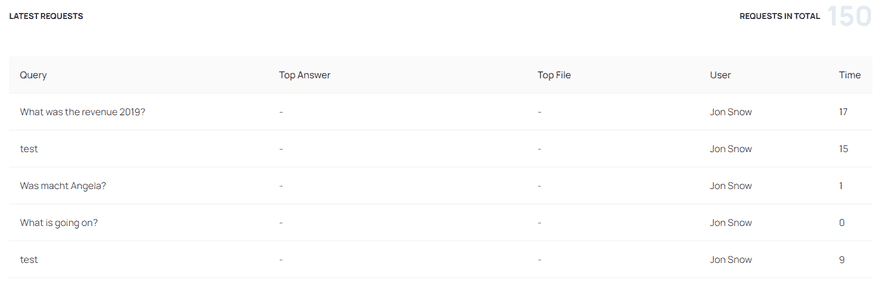 LATEST REQUESTS REQUESTS IN TOTAL 150
Query Top Answer Top File User Time
What was the revenue 2019? - - Jon Snow 17
test - - Jon Snow 15
Was macht Angela? - - Jon Snow 1
What is going on? - - Jon Snow 0
test - - Jon Snow 9